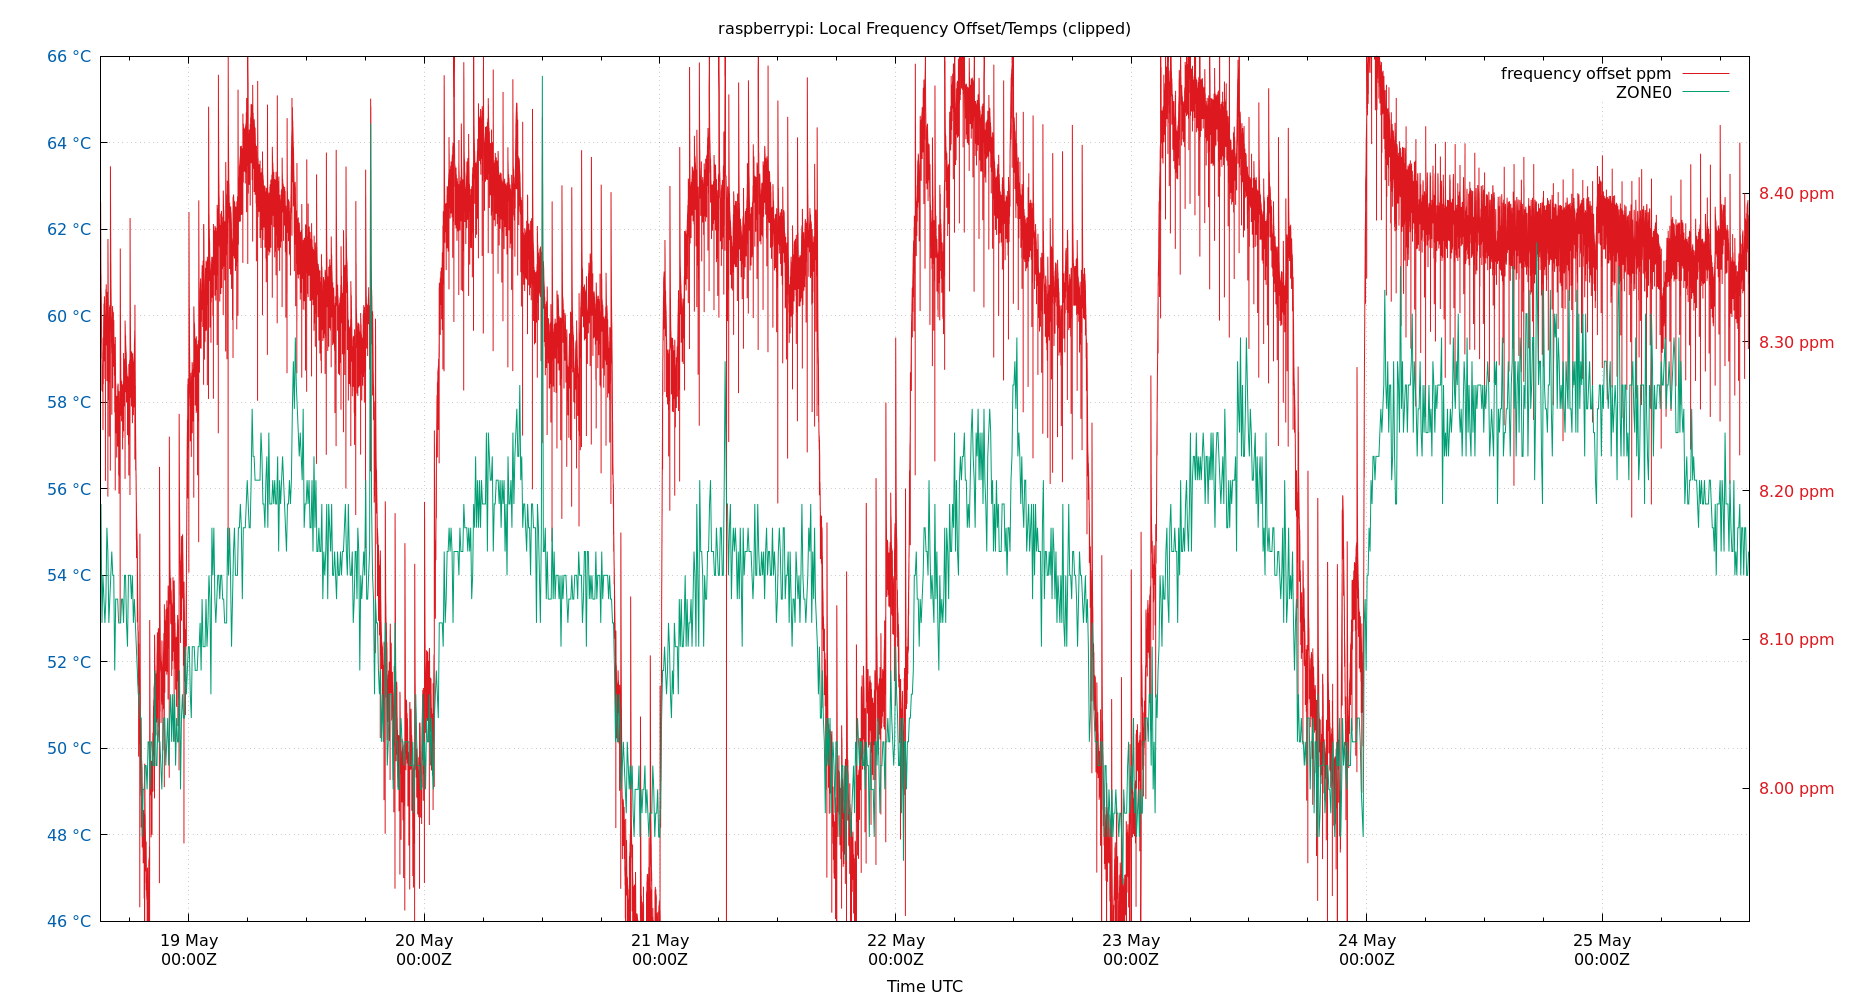 raspberrypi: Local Frequency Offset/Temps (clipped)
66 °C
64 °C
62 °C
60 °C
58 °C
56 °C
54 °C
52 °C
50 °C
48 °C
46 °C
frequency offset ppm
ZONE0
8.40 ppm
8.30 ppm
8.20 ppm
8.10 ppm
8.00 ppm
19 May
00:00Z
20 May
00:00Z
21 May
00:00Z
22 May
00:00Z
23 May
00:00Z
24 May
00:00Z
25 May
00:00Z
Time UTC